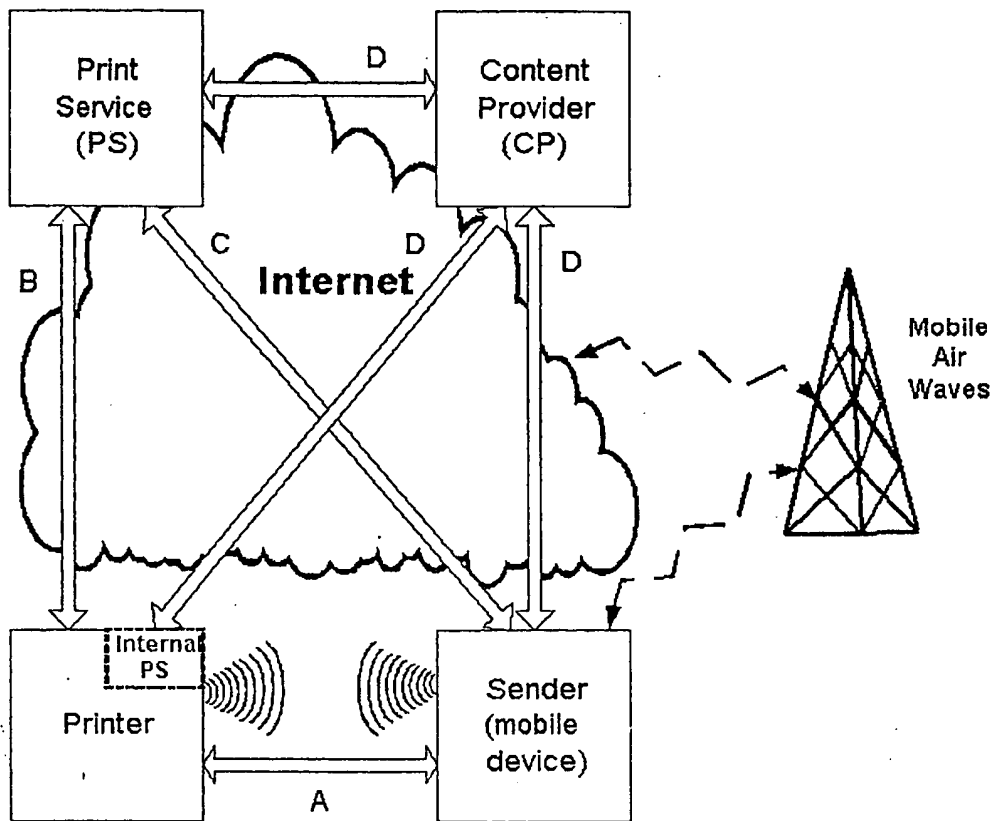 Print
Service
(PS)
D
Content
Provider
(CP)
B
C
D
D
Internet
Mobile
Air
Waves
Internal
PS
Printer
Sender
(mobile
device)
A